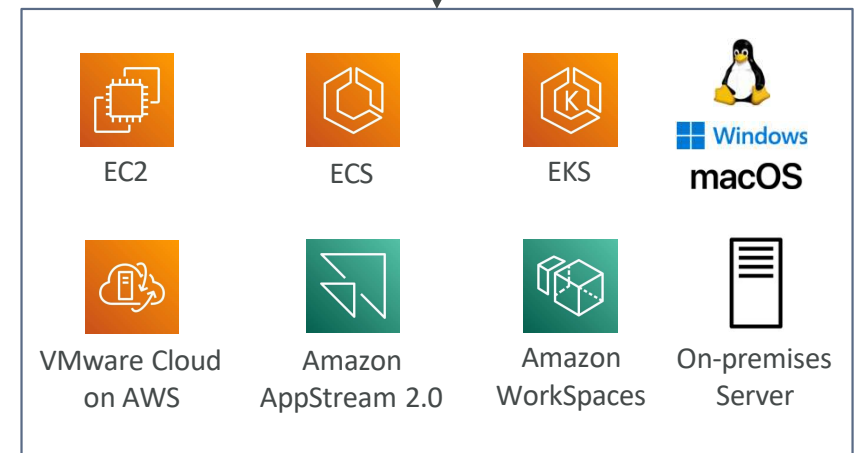 EC2
ECS
EKS
K
Windows
macOS
VMware Cloud
on AWS
Amazon
AppStream 2.0
Amazon
WorkSpaces
On-premises
Server